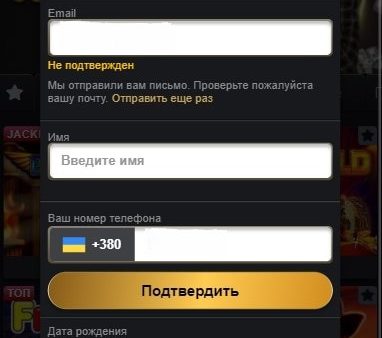 Email
Не подтвержден
Мы отправили вам письмо. Проверьте пожалуйста
вашу почту. Отправить еще раз
JACK
Имя
Введите имя
Ваш номер телефона
+380
Подтвердить
ТОП
Дата рождения